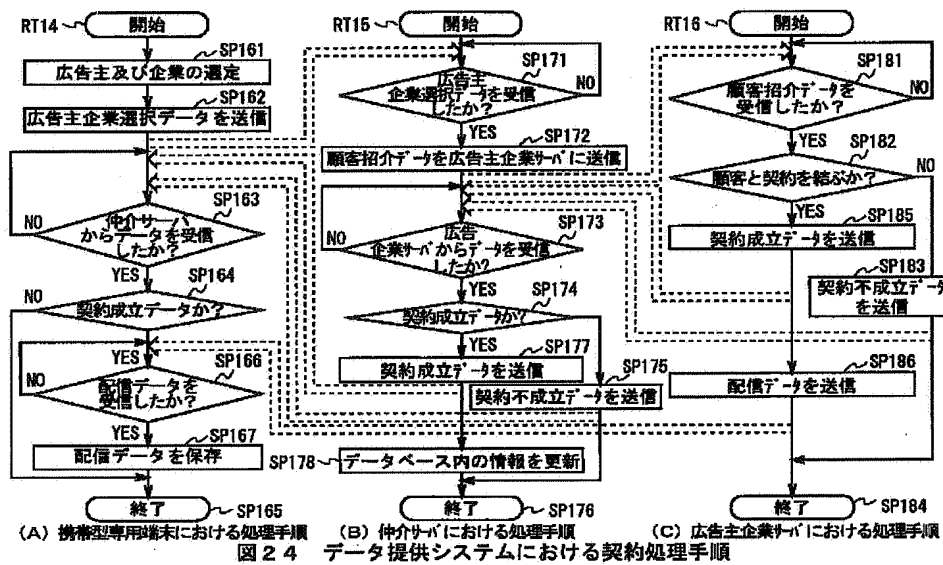 RT14
開始
SP161
広告主及び企業の選定
SP162
広告主企業選択データを送信
SP163
仲介サーバ
からデータを受信
したか?
NO
YES
SP164
NO
契約成立データか?
YES
SP166
配信データを
受信したか?
NO
YES
SP167
配信データを保存
終了
SP165
(A) 携帯型専用端末における処理手順
RT15
開始
SP171
広告主
企業選択データを受信
したか?
NO
YES
SP172
顧客紹介データを広告主企業サーバに送信
SP173
広告
企業サーバからデータを受信
したか?
NO
YES
SP174
契約成立データか?
YES
SP177
契約成立データを送信
SP175
契約不成立データを送信
SP178
データベース内の情報を更新
終了
SP176
(B) 仲介サーバにおける処理手順
RT16
開始
SP181
顧客紹介データを
受信したか?
NO
YES
SP182
顧客と契約を結ぶか?
NO
YES
SP185
契約成立データを送信
SP183
契約不成立データ
を送信
SP186
配信データを送信
終了
SP184
(C) 広告主企業サーバにおける処理手順
図24 データ提供システムにおける契約処理手順